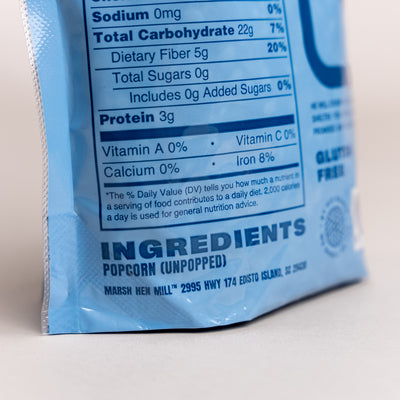 Sodium 0mg 0%
Total Carbohydrate 22g 7%
Dietary Fiber 5g 20%
Total Sugars 0g
Includes 0g Added Sugars 0%
Protein 3g
Vitamin A 0% • Vitamin C 0%
Calcium 0% • Iron 8%
*The % Daily Value (DV) tells you how much a nutrient in
a serving of food contributes to a daily diet. 2,000 calories
a day is used for general nutrition advice.
INGREDIENTS
POPCORN (UNPOPPED)
MARSH HEN MILL™ 2995 HWY 174 EDISTO ISLAND, SC 29438
GLUTEN
FREE